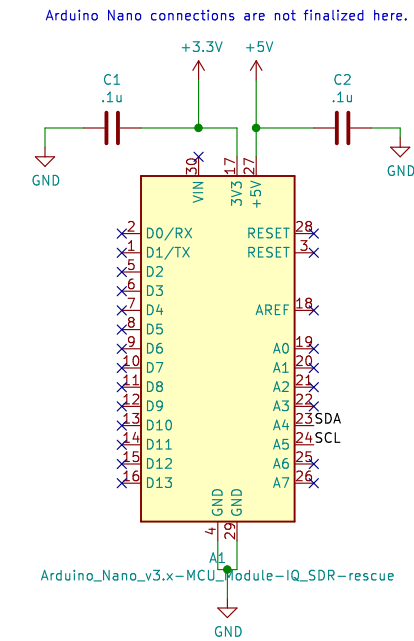 Arduino Nano connections are not finalized here.
+3.3V +5V
C1 C2
.1u .1u
GND GND
30 17 27
VIN 3V3 +5V
2 D0/RX RESET 28
1 D1/TX RESET 3
5 D2
6 D3
7 D4 AREF 18
8 D5
9 D6 A0 19
10 D7 A1 20
11 D8 A2 21
12 D9 A3 22
13 D10 A4 23 SDA
14 D11 A5 24 SCL
15 D12 A6 25
16 D13 A7 26
GND GND
4 29
A1
Arduino_Nano_v3.x-MCU_Module-IQ_SDR-rescue
GND